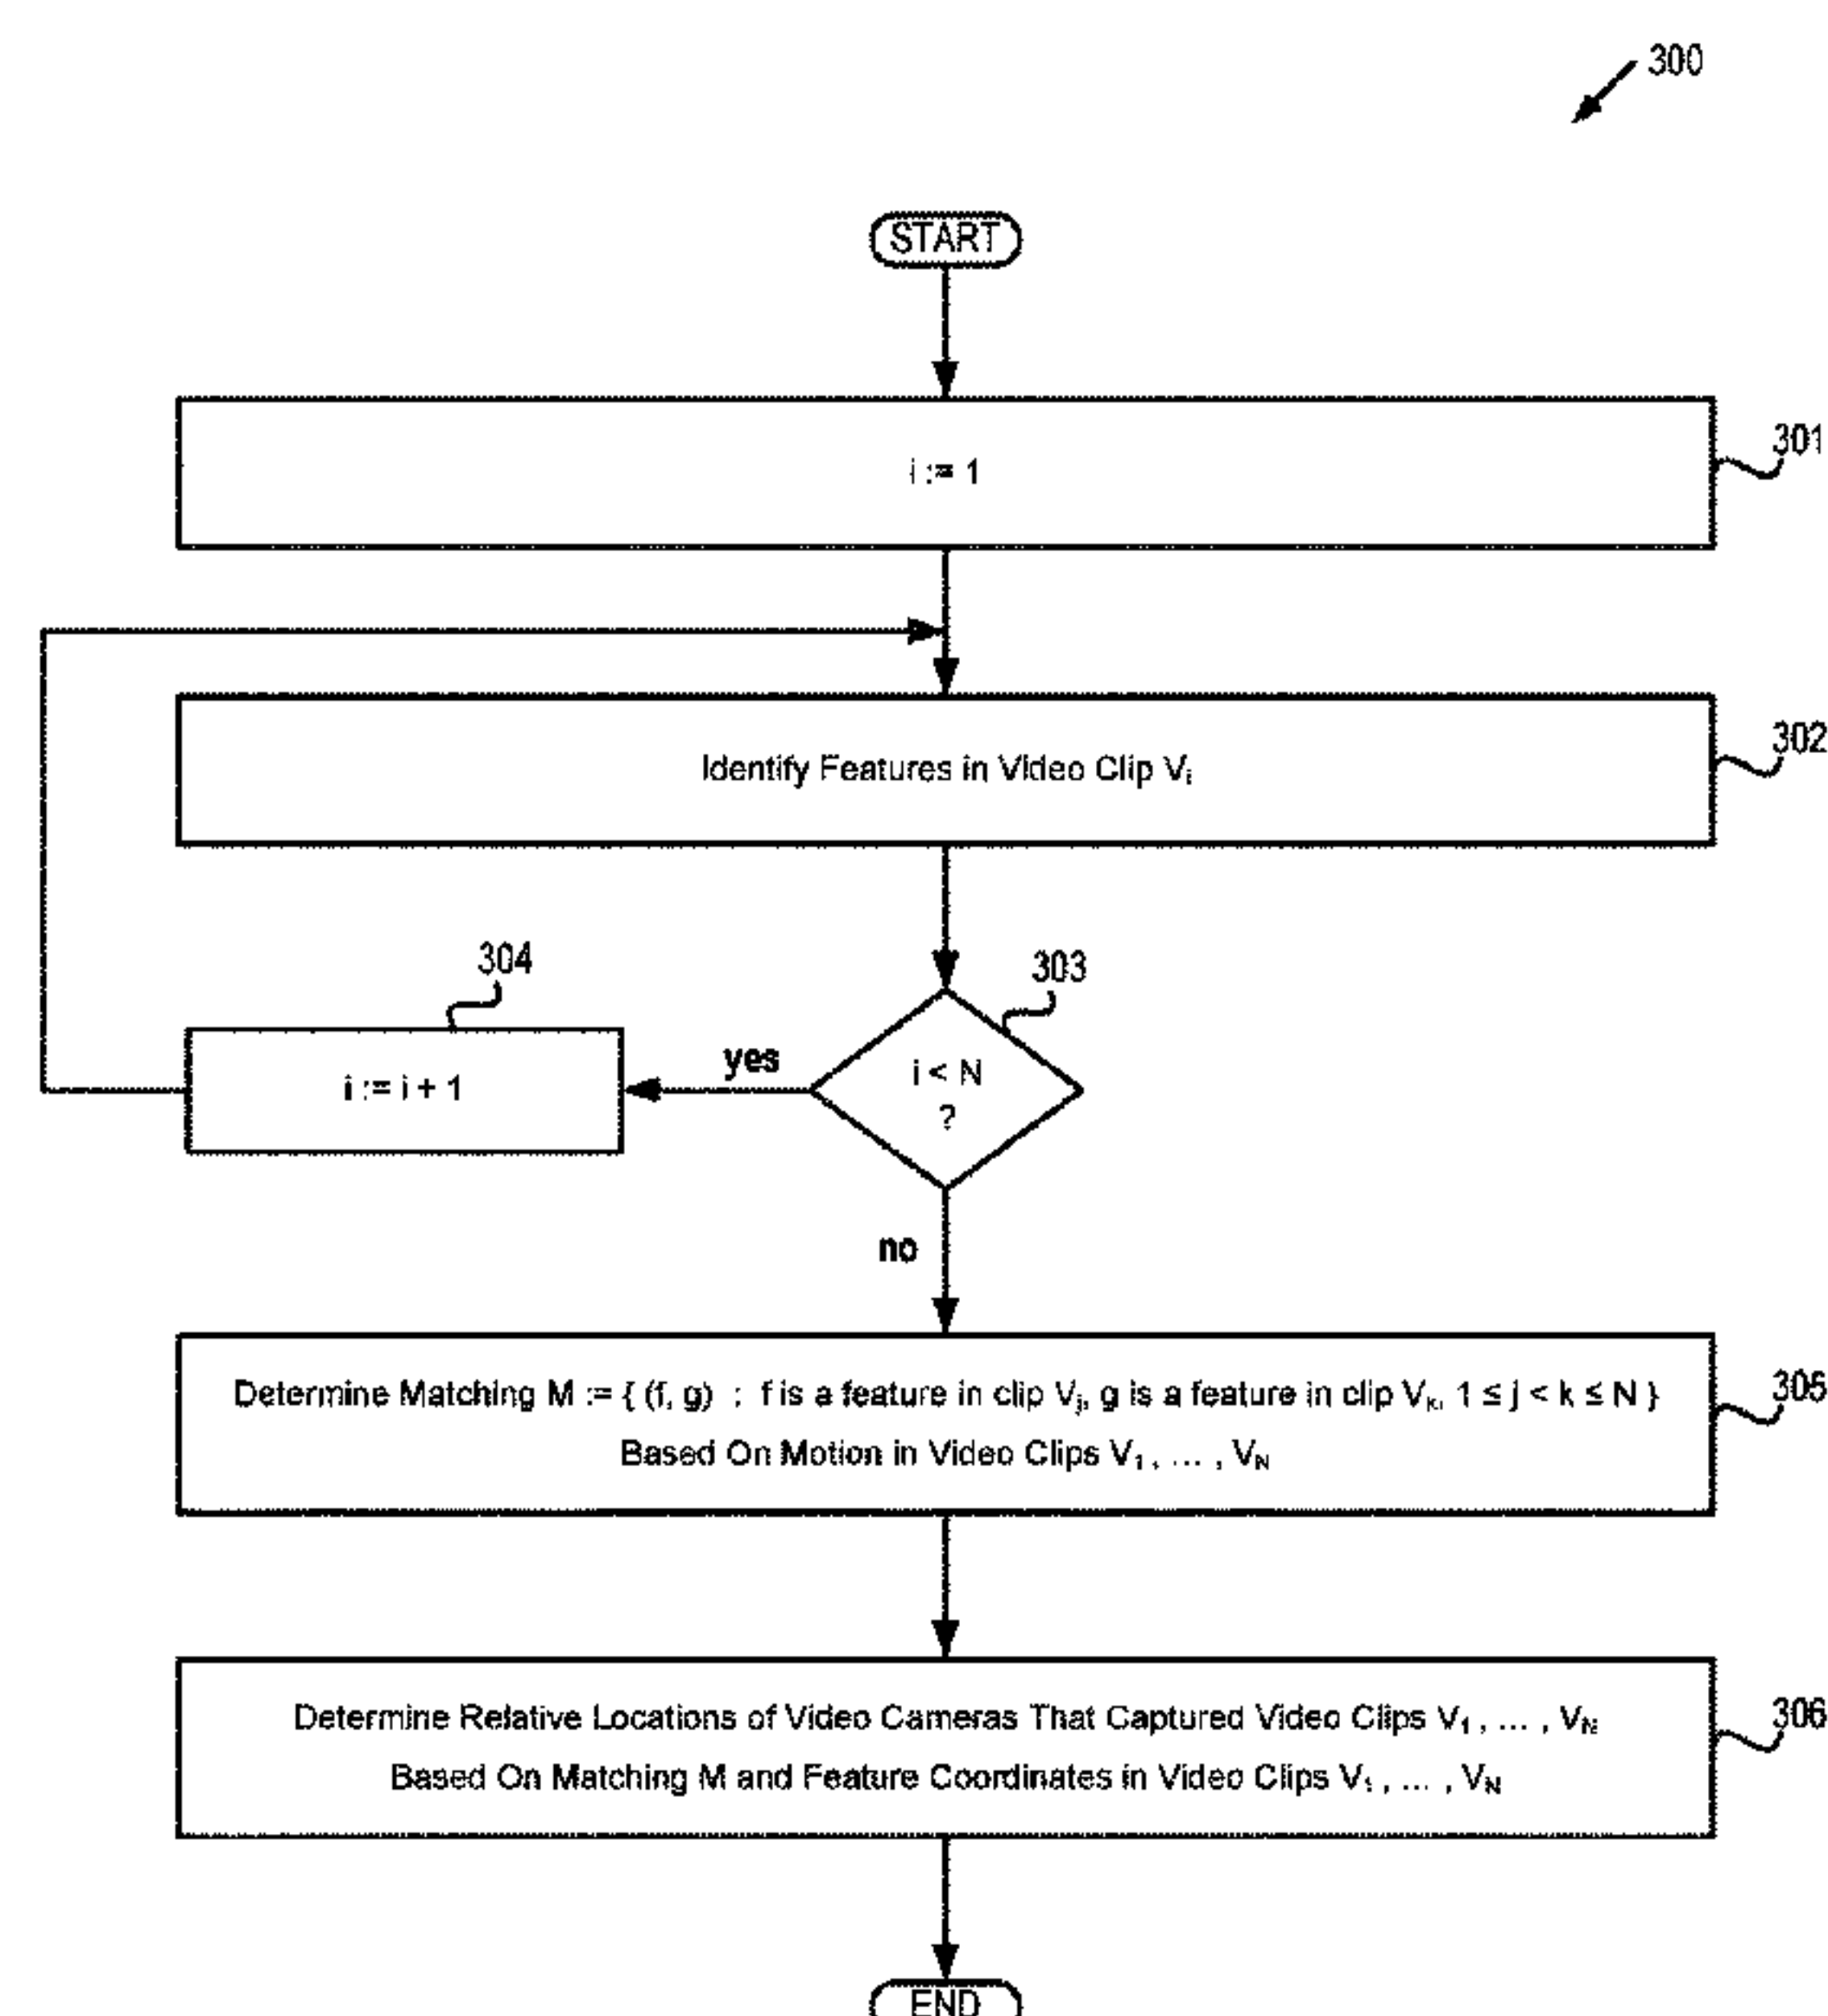 300
START
i := 1
301
Identify Features in Video Clip Vᵢ
302
304
303
i := i + 1
yes
i < N
?
no
Determine Matching M := { (f, g) ; f is a feature in clip Vⱼ, g is a feature in clip Vₖ, 1 ≤ j < k ≤ N }
Based On Motion in Video Clips V₁, ... , V_N
305
Determine Relative Locations of Video Cameras That Captured Video Clips V₁, ... , V_N
Based On Matching M and Feature Coordinates in Video Clips V₁, ... , V_N
306
END